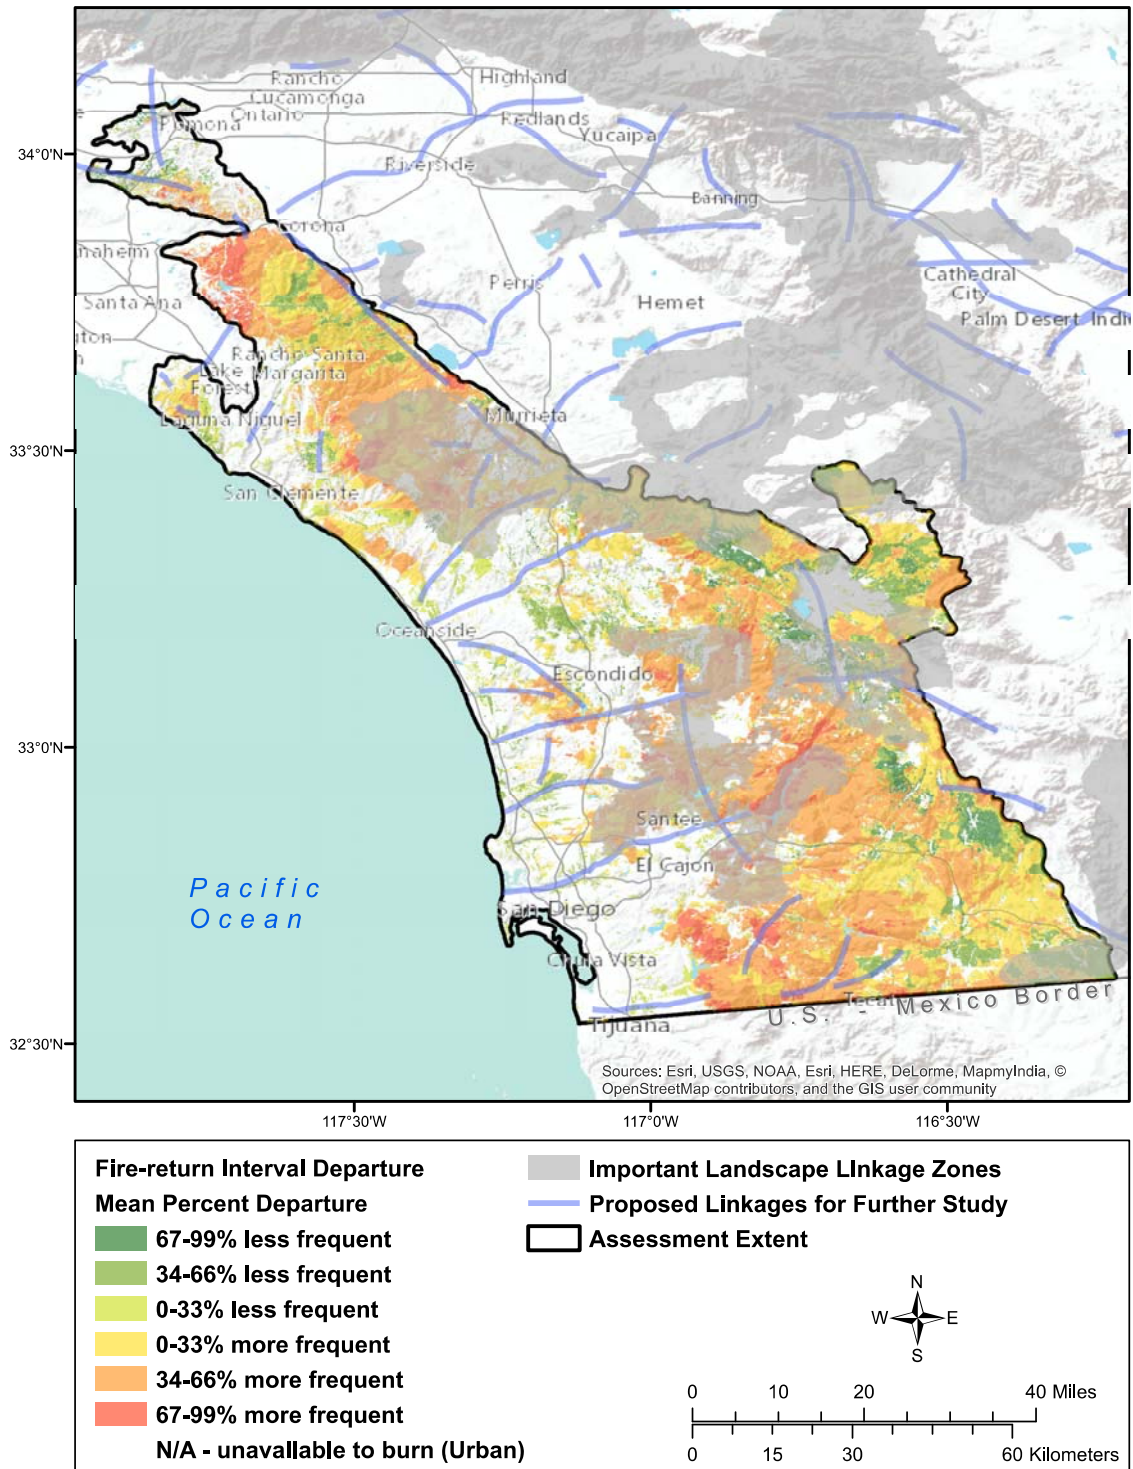 Rancho
Cucamonga
Ontario
Pomona
Highland
Redlands
Yucaipa
34°0'N
Riverside
Banning
Corona
naheim
Cathedral
City
Perris
Hemet
Santa Ana
Palm Desert Indi
Rancho Santa
Margarita
Lake
Forest
Laguna Niguel
Murrieta
33°30'N
San Clemente
Oceanside
Escondido
33°0'N
Santee
El Cajon
Pacific
Ocean
San Diego
Chula Vista
Tecat
U.S. - Mexico Border
Tijuana
32°30'N
Sources: Esri, USGS, NOAA, Esri, HERE, DeLorme, MapmyIndia, ©
OpenStreetMap contributors, and the GIS user community
117°30'W
117°0'W
116°30'W
Fire-return Interval Departure
Mean Percent Departure
67-99% less frequent
34-66% less frequent
0-33% less frequent
0-33% more frequent
34-66% more frequent
67-99% more frequent
N/A - unavallable to burn (Urban)
Important Landscape LInkage Zones
Proposed Linkages for Further Study
Assessment Extent
N
W E
S
0 10 20 40 Miles
0 15 30 60 Kilometers